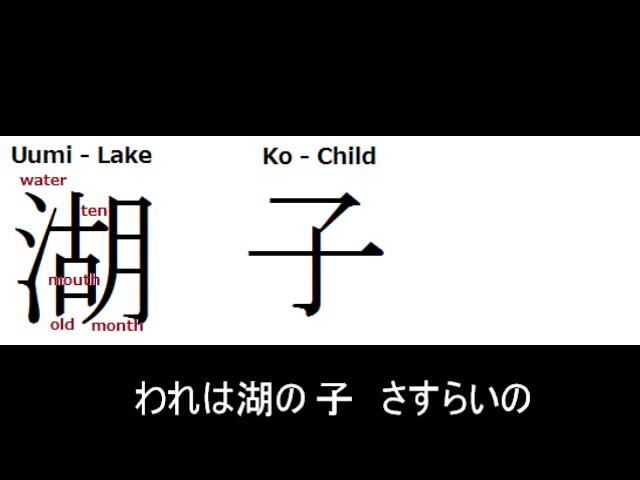 Uumi - Lake
Ko - Child
water
ten
mouth
old
month
湖
子
われは湖の子　さすらいの